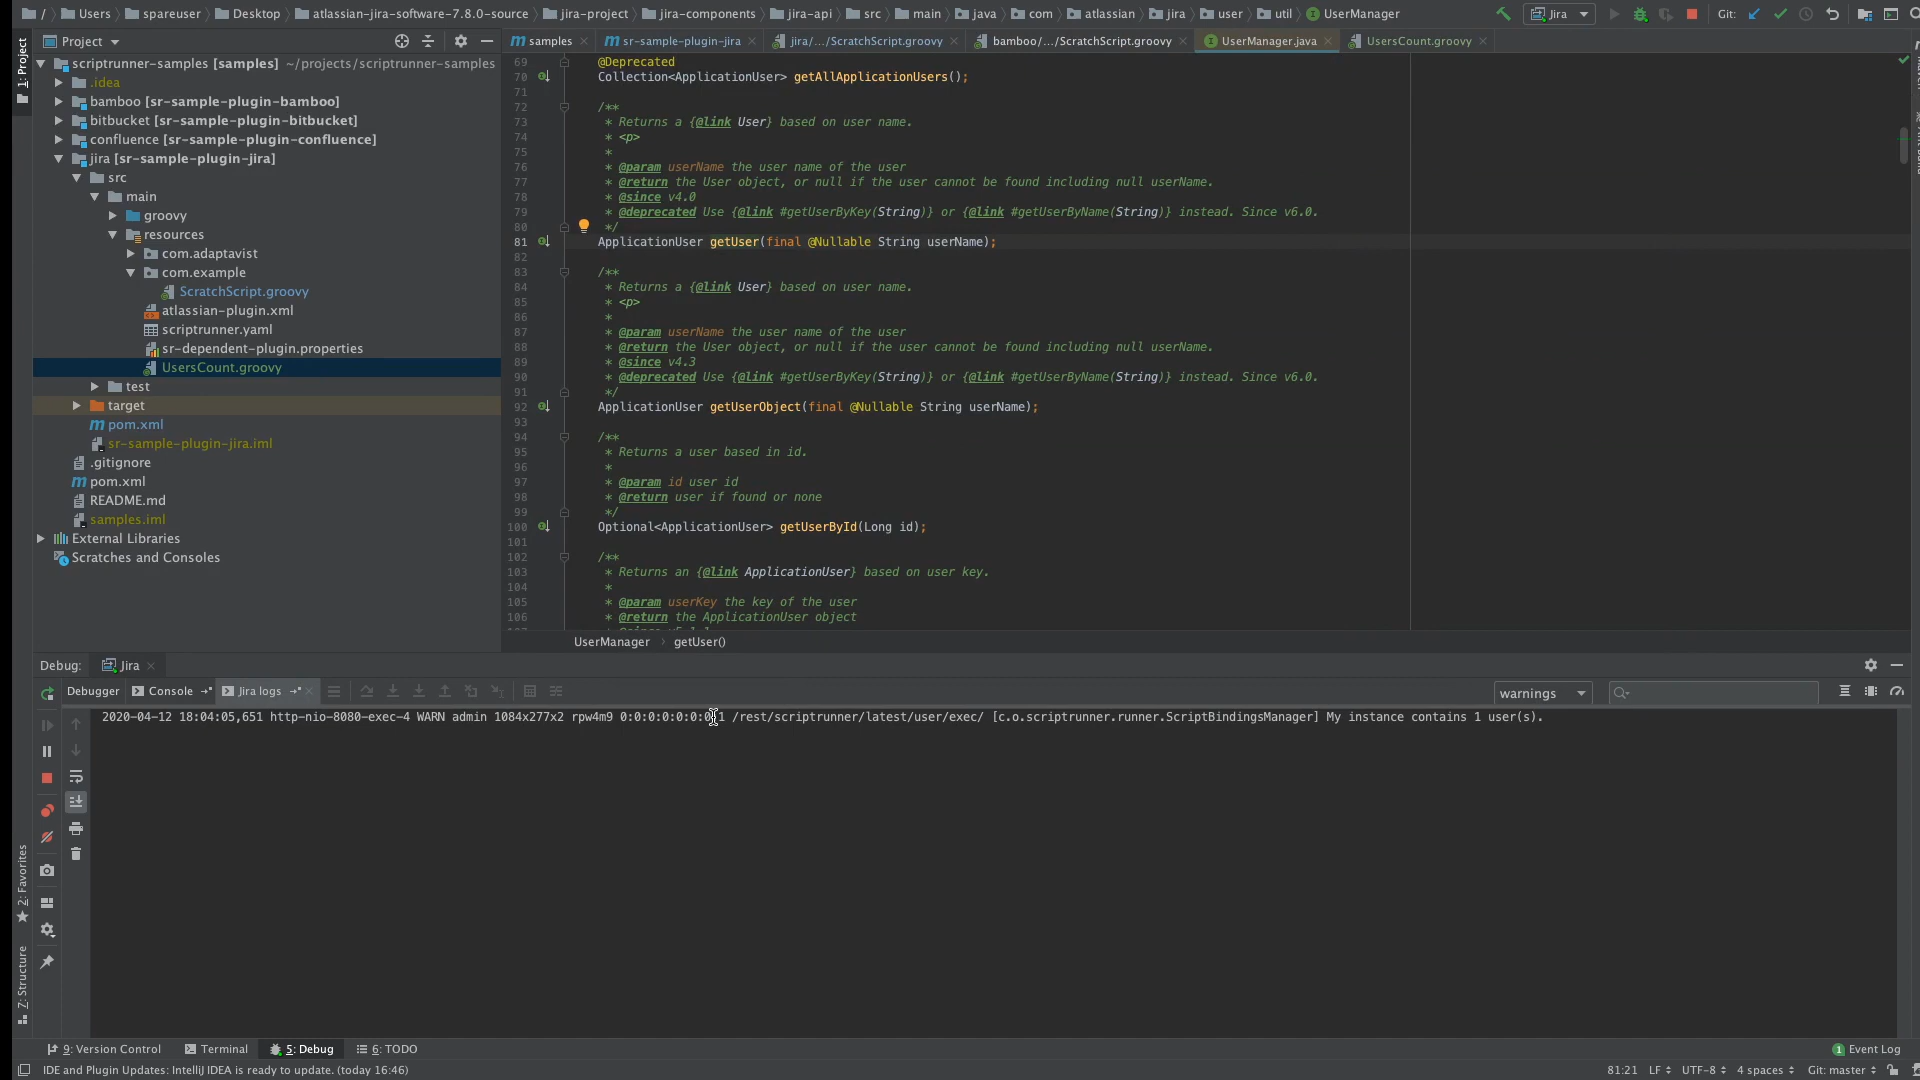 / Users spareuser Desktop atlassian-jira-software-7.8.0-source jira-project jira-components jira-api src main java com atlassian jira user util UserManager Jira Git:
Project samples sr-sample-plugin-jira jira/.../ScratchScript.groovy bamboo/.../ScratchScript.groovy UserManager.java UsersCount.groovy
1: Project
scriptrunner-samples [samples] ~/projects/scriptrunner-samples
.idea
bamboo [sr-sample-plugin-bamboo]
bitbucket [sr-sample-plugin-bitbucket]
confluence [sr-sample-plugin-confluence]
jira [sr-sample-plugin-jira]
src
main
groovy
resources
com.adaptavist
com.example
ScratchScript.groovy
atlassian-plugin.xml
scriptrunner.yaml
sr-dependent-plugin.properties
UsersCount.groovy
test
target
pom.xml
sr-sample-plugin-jira.iml
.gitignore
pom.xml
README.md
samples.iml
External Libraries
Scratches and Consoles
69 @Deprecated
70 Collection<ApplicationUser> getAllApplicationUsers();
71
72 /**
73 * Returns a {@link User} based on user name.
74 * <p>
75 *
76 * @param userName the user name of the user
77 * @return the User object, or null if the user cannot be found including null userName.
78 * @since v4.0
79 * @deprecated Use {@link #getUserByKey(String)} or {@link #getUserByName(String)} instead. Since v6.0.
80 */
81 ApplicationUser getUser(final @Nullable String userName);
82
83 /**
84 * Returns a {@link User} based on user name.
85 * <p>
86 *
87 * @param userName the user name of the user
88 * @return the User object, or null if the user cannot be found including null userName.
89 * @since v4.3
90 * @deprecated Use {@link #getUserByKey(String)} or {@link #getUserByName(String)} instead. Since v6.0.
91 */
92 ApplicationUser getUserObject(final @Nullable String userName);
93
94 /**
95 * Returns a user based in id.
96 *
97 * @param id user id
98 * @return user if found or none
99 */
100 Optional<ApplicationUser> getUserById(Long id);
101
102 /**
103 * Returns an {@link ApplicationUser} based on user key.
104 *
105 * @param userKey the key of the user
106 * @return the ApplicationUser object
UserManager › getUser()
Debug: Jira
Debugger Console Jira logs warnings
2020-04-12 18:04:05,651 http-nio-8080-exec-4 WARN admin 1084x277x2 rpw4m9 /rest/scriptrunner/latest/user/exec/ [c.o.scriptrunner.runner.ScriptBindingsManager] My instance contains 1 user(s).
2: Favorites
7: Structure
9: Version Control Terminal 5: Debug 6: TODO 1 Event Log
IDE and Plugin Updates: IntelliJ IDEA is ready to update. (today 16:46) 81:21 LF UTF-8 4 spaces Git: master